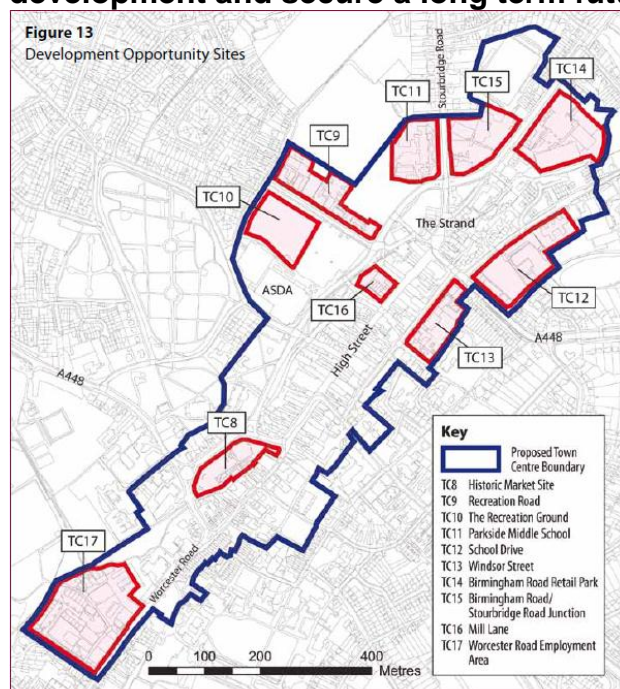 development and secure a long term futu
Figure 13
Development Opportunity Sites
Stourbridge Road
TC11
TC15
TC14
TC9
TC10
The Strand
ASDA
TC16
High Street
TC12
TC13
A448
A448
TC8
TC17
Worcester Road
Key
Proposed Town
Centre Boundary
TC8 Historic Market Site
TC9 Recreation Road
TC10 The Recreation Ground
TC11 Parkside Middle School
TC12 School Drive
TC13 Windsor Street
TC14 Birmingham Road Retail Park
TC15 Birmingham Road/
Stourbridge Road Junction
TC16 Mill Lane
TC17 Worcester Road Employment
Area
0 100 200 400
Metres